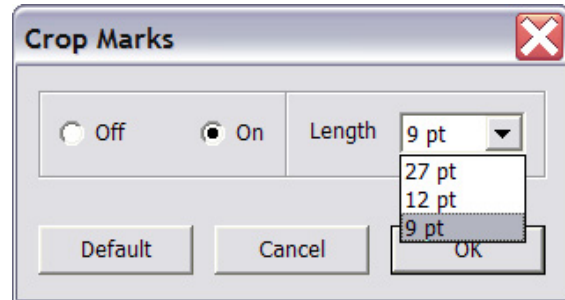 Crop Marks
Off On Length 9 pt
27 pt
12 pt
9 pt
Default Cancel OK